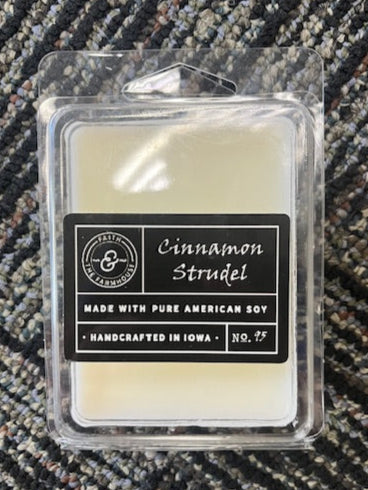 FAITH
&
THE FARMHOUSE
Cinnamon
Strudel
MADE WITH PURE AMERICAN SOY
• HANDCRAFTED IN IOWA •
No. 95